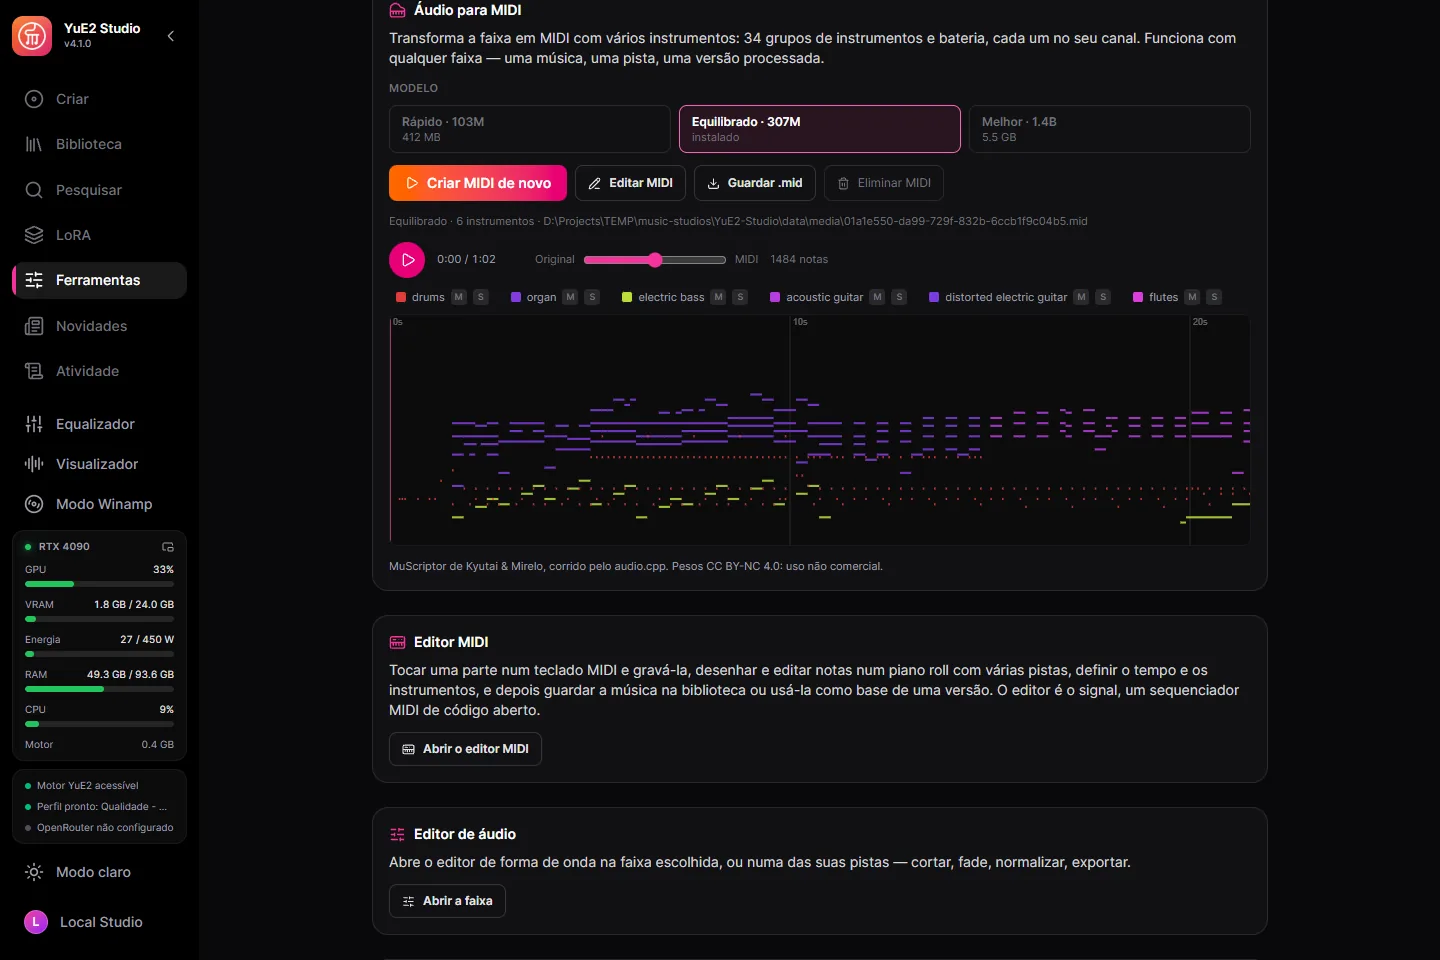 YuE2 Studio
v4.1.0
Criar
Biblioteca
Pesquisar
LoRA
Ferramentas
Novidades
Atividade
Equalizador
Visualizador
Modo Winamp
RTX 4090
GPU 33%
VRAM 1.8 GB / 24.0 GB
Energia 27 / 450 W
RAM 49.3 GB / 93.6 GB
CPU 9%
Motor 0.4 GB
Motor YuE2 acessível
Perfil pronto: Qualidade - ...
OpenRouter não configurado
Modo claro
L Local Studio
Áudio para MIDI
Transforma a faixa em MIDI com vários instrumentos: 34 grupos de instrumentos e bateria, cada um no seu canal. Funciona com
qualquer faixa — uma música, uma pista, uma versão processada.
MODELO
Rápido · 103M
412 MB
Equilibrado · 307M
instalado
Melhor · 1.4B
5.5 GB
Criar MIDI de novo
Editar MIDI
Guardar .mid
Eliminar MIDI
Equilibrado · 6 instrumentos · D:\Projects\TEMP\music-studios\YuE2-Studio\data\media\01a1e550-da99-729f-832b-6ccb1f9c04b5.mid
0:00 / 1:02 Original MIDI 1484 notas
drums M S organ M S electric bass M S acoustic guitar M S distorted electric guitar M S flutes M S
0s 10s 20s
MuScriptor de Kyutai & Mirelo, corrido pelo audio.cpp. Pesos CC BY-NC 4.0: uso não comercial.
Editor MIDI
Tocar uma parte num teclado MIDI e gravá-la, desenhar e editar notas num piano roll com várias pistas, definir o tempo e os
instrumentos, e depois guardar a música na biblioteca ou usá-la como base de uma versão. O editor é o signal, um sequenciador
MIDI de código aberto.
Abrir o editor MIDI
Editor de áudio
Abre o editor de forma de onda na faixa escolhida, ou numa das suas pistas — cortar, fade, normalizar, exportar.
Abrir a faixa